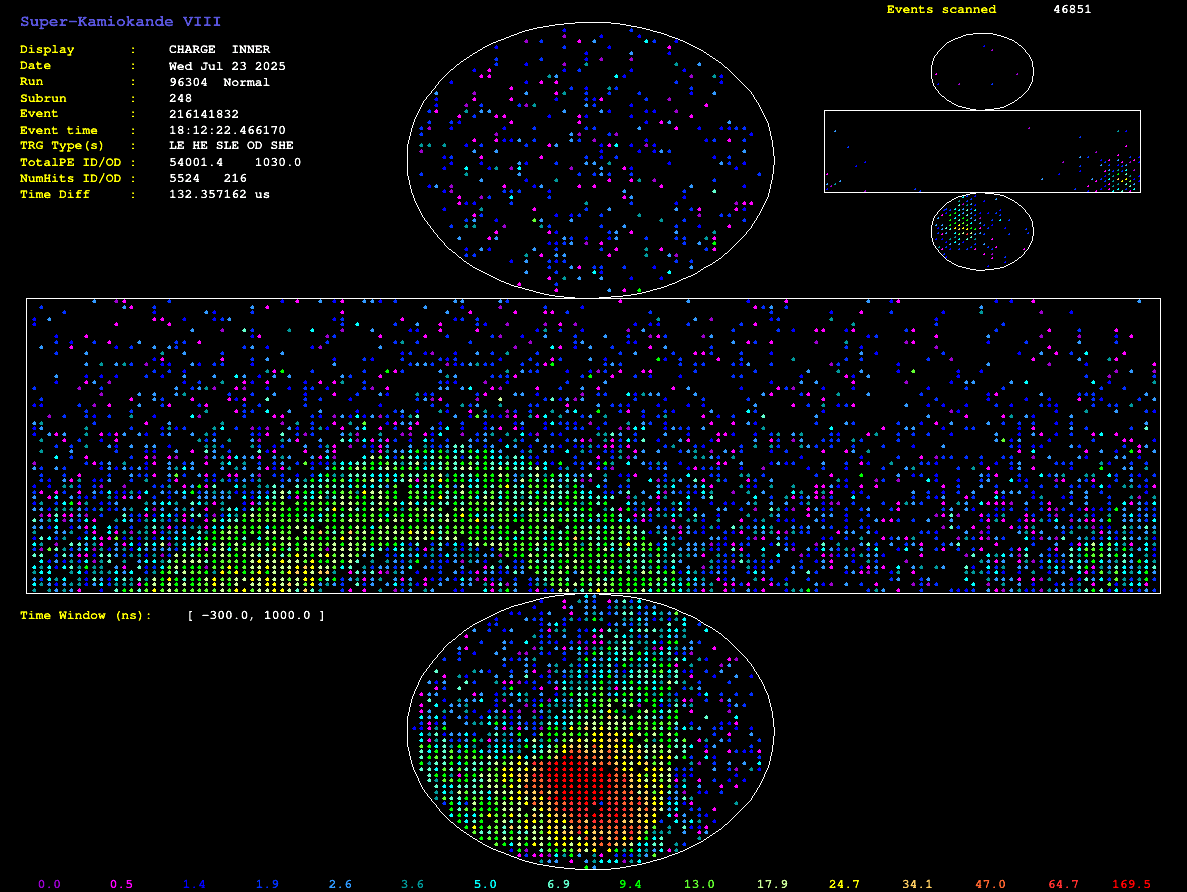 Super-Kamiokande VIII
Display : CHARGE INNER
Date : Wed Jul 23 2025
Run : 96304 Normal
Subrun : 248
Event : 216141832
Event time : 18:12:22.466170
TRG Type(s) : LE HE SLE OD SHE
TotalPE ID/OD : 54001.4 1030.0
NumHits ID/OD : 5524 216
Time Diff : 132.357162 us
Events scanned 46851
Time Window (ns): [ -300.0, 1000.0 ]
0.0 0.5 1.4 1.9 2.6 3.6 5.0 6.9 9.4 13.0 17.9 24.7 34.1 47.0 64.7 169.5